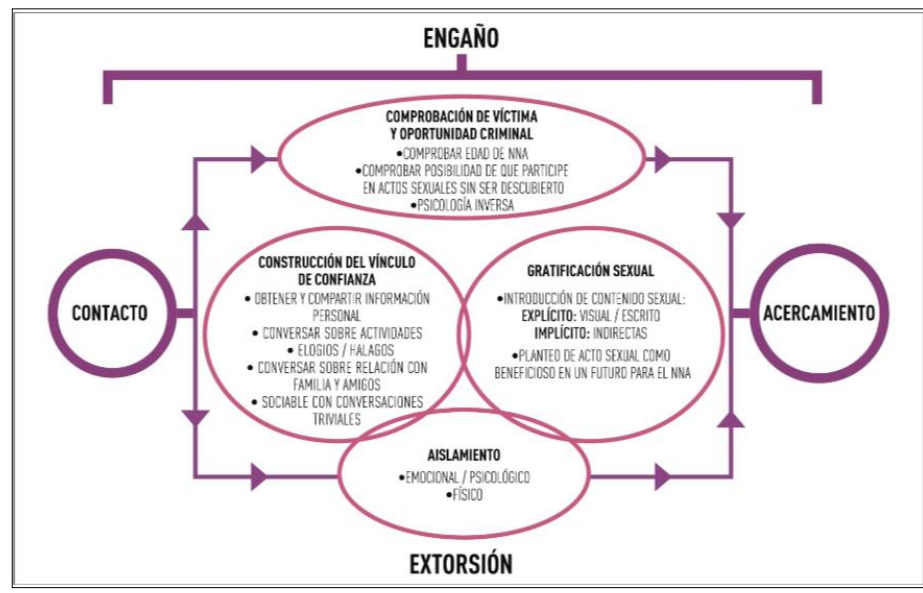 ENGAÑO
COMPROBACIÓN DE VÍCTIMA
Y OPORTUNIDAD CRIMINAL
•COMPROBAR EDAD DE NNA
•COMPROBAR POSIBILIDAD DE QUE PARTICIPE
EN ACTOS SEXUALES SIN SER DESCUBIERTO
•PSICOLOGÍA INVERSA
CONTACTO
CONSTRUCCIÓN DEL VÍNCULO
DE CONFIANZA
• OBTENER Y COMPARTIR INFORMACIÓN
PERSONAL
• CONVERSAR SOBRE ACTIVIDADES
• ELOGIOS / HALAGOS
• CONVERSAR SOBRE RELACIÓN CON
FAMILIA Y AMIGOS
• SOCIABLE CON CONVERSACIONES
TRIVIALES
GRATIFICACIÓN SEXUAL
•INTRODUCCIÓN DE CONTENIDO SEXUAL:
EXPLÍCITO: VISUAL / ESCRITO
IMPLÍCITO: INDIRECTAS
•PLANTEO DE ACTO SEXUAL COMO
BENEFICIOSO EN UN FUTURO PARA EL NNA
ACERCAMIENTO
AISLAMIENTO
•EMOCIONAL / PSICOLÓGICO
•FÍSICO
EXTORSIÓN